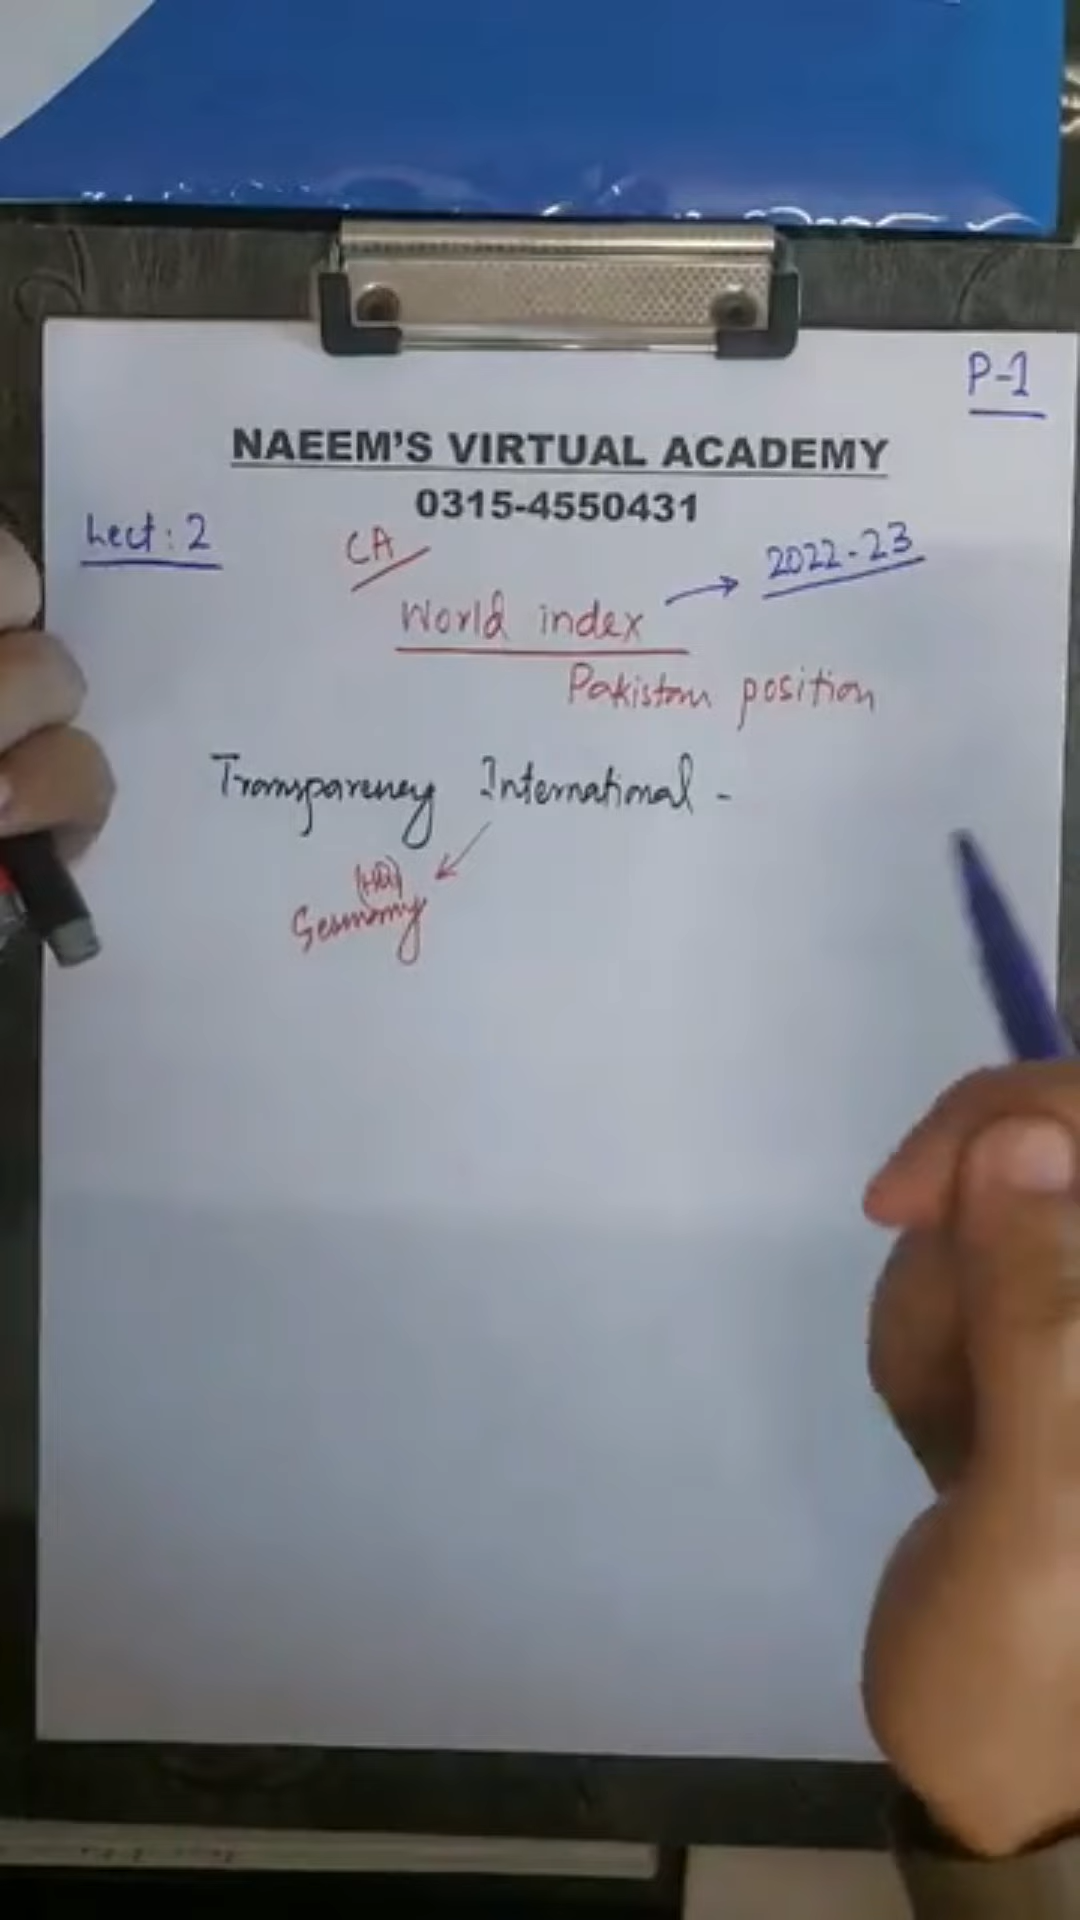 P-1
NAEEM'S VIRTUAL ACADEMY
0315-4550431
Lect: 2
CA
2022-23
World index
Pakistan position
Transparency International -
(HQ)
Germany